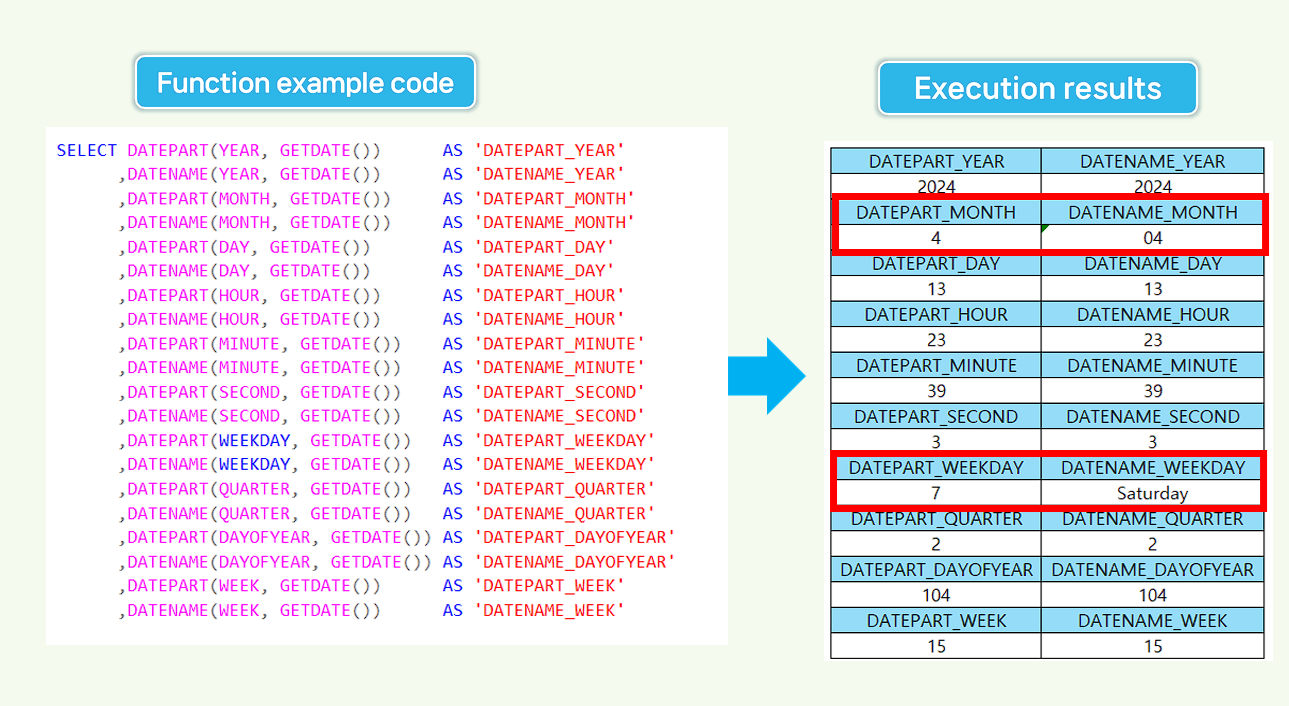 Function example code
Execution results
SELECT DATEPART(YEAR, GETDATE()) AS 'DATEPART_YEAR'
,DATENAME(YEAR, GETDATE()) AS 'DATENAME_YEAR'
,DATEPART(MONTH, GETDATE()) AS 'DATEPART_MONTH'
,DATENAME(MONTH, GETDATE()) AS 'DATENAME_MONTH'
,DATEPART(DAY, GETDATE()) AS 'DATEPART_DAY'
,DATENAME(DAY, GETDATE()) AS 'DATENAME_DAY'
,DATEPART(HOUR, GETDATE()) AS 'DATEPART_HOUR'
,DATENAME(HOUR, GETDATE()) AS 'DATENAME_HOUR'
,DATEPART(MINUTE, GETDATE()) AS 'DATEPART_MINUTE'
,DATENAME(MINUTE, GETDATE()) AS 'DATENAME_MINUTE'
,DATEPART(SECOND, GETDATE()) AS 'DATEPART_SECOND'
,DATENAME(SECOND, GETDATE()) AS 'DATENAME_SECOND'
,DATEPART(WEEKDAY, GETDATE()) AS 'DATEPART_WEEKDAY'
,DATENAME(WEEKDAY, GETDATE()) AS 'DATENAME_WEEKDAY'
,DATEPART(QUARTER, GETDATE()) AS 'DATEPART_QUARTER'
,DATENAME(QUARTER, GETDATE()) AS 'DATENAME_QUARTER'
,DATEPART(DAYOFYEAR, GETDATE()) AS 'DATEPART_DAYOFYEAR'
,DATENAME(DAYOFYEAR, GETDATE()) AS 'DATENAME_DAYOFYEAR'
,DATEPART(WEEK, GETDATE()) AS 'DATEPART_WEEK'
,DATENAME(WEEK, GETDATE()) AS 'DATENAME_WEEK'
DATEPART_YEAR DATENAME_YEAR
2024 2024
DATEPART_MONTH DATENAME_MONTH
4 04
DATEPART_DAY DATENAME_DAY
13 13
DATEPART_HOUR DATENAME_HOUR
23 23
DATEPART_MINUTE DATENAME_MINUTE
39 39
DATEPART_SECOND DATENAME_SECOND
3 3
DATEPART_WEEKDAY DATENAME_WEEKDAY
7 Saturday
DATEPART_QUARTER DATENAME_QUARTER
2 2
DATEPART_DAYOFYEAR DATENAME_DAYOFYEAR
104 104
DATEPART_WEEK DATENAME_WEEK
15 15